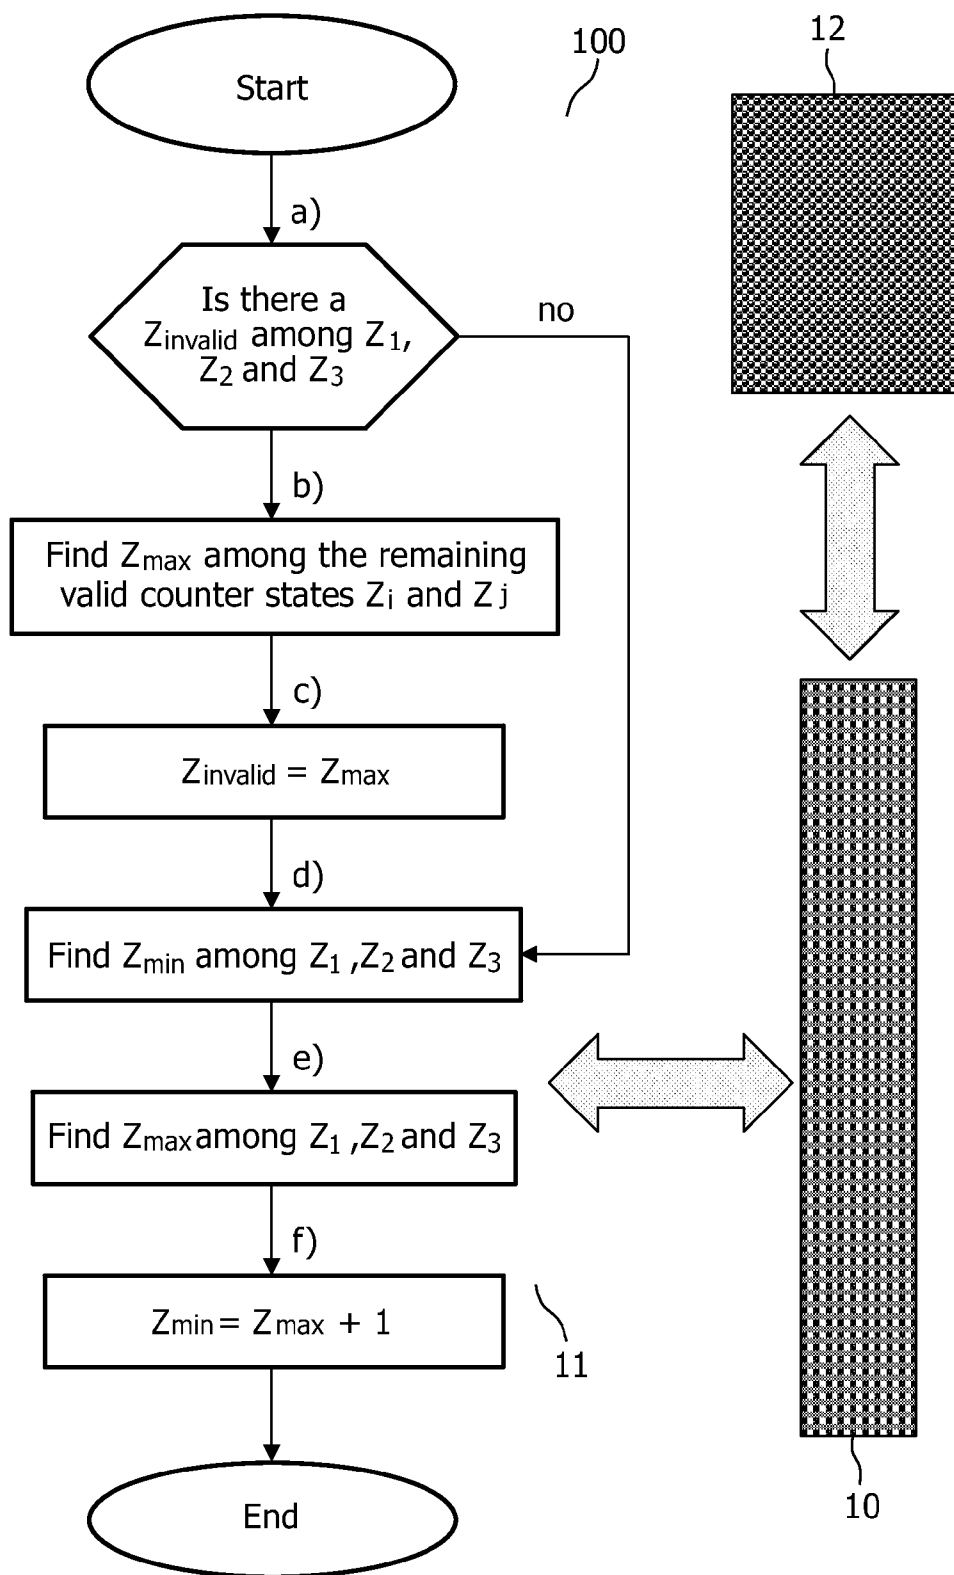 Start
100
12
a)
Is there a
Zinvalid among Z1,
Z2 and Z3
no
b)
Find Zmax among the remaining
valid counter states Zi and Zj
c)
Zinvalid = Zmax
d)
Find Zmin among Z1 ,Z2 and Z3
e)
Find Zmax among Z1 ,Z2 and Z3
f)
Zmin = Zmax + 1
11
10
End